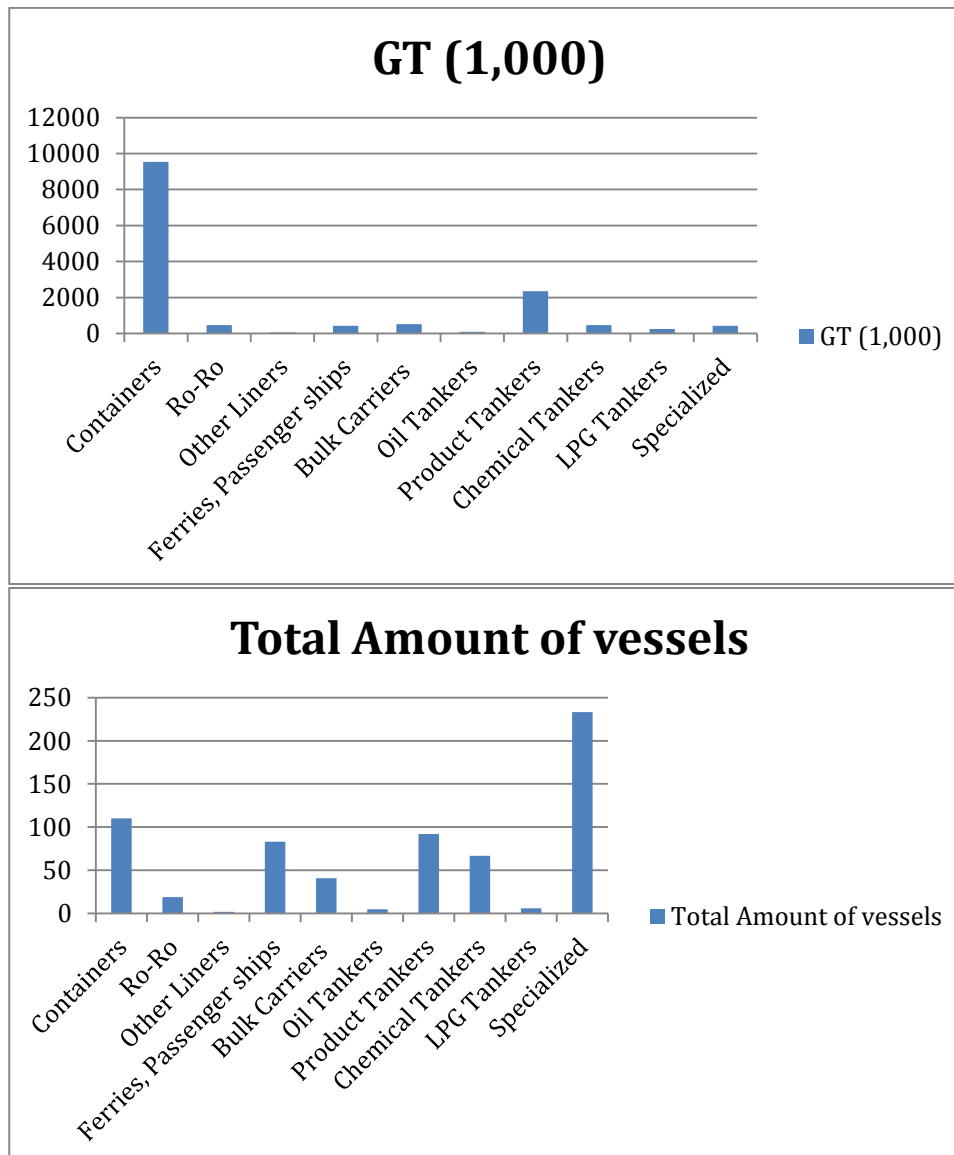 GT (1,000)
12000
10000
8000
6000
4000
2000
0
Containers
Ro-Ro
Other Liners
Ferries, Passenger ships
Bulk Carriers
Oil Tankers
Product Tankers
Chemical Tankers
LPG Tankers
Specialized
GT (1,000)
Total Amount of vessels
250
200
150
100
50
0
Containers
Ro-Ro
Other Liners
Ferries, Passenger ships
Bulk Carriers
Oil Tankers
Product Tankers
Chemical Tankers
LPG Tankers
Specialized
Total Amount of vessels